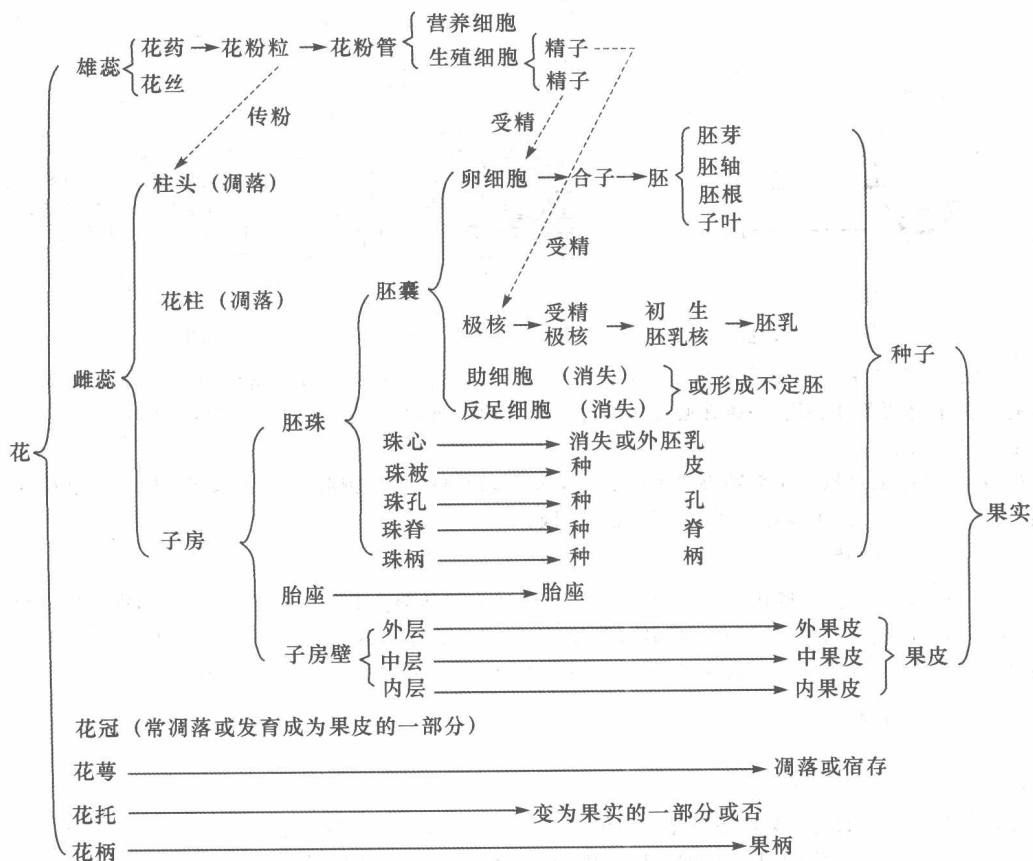 营养细胞
花药 花粉粒 花粉管
生殖细胞 精子
雄蕊
花丝 精子
传粉 受精
胚芽
柱头（凋落） 卵细胞 合子 胚 胚轴
胚根
子叶
受精
花柱（凋落） 胚囊
极核 受精极核 初生胚乳核 胚乳
种子
雌蕊 助细胞 （消失） 或形成不定胚
反足细胞 （消失）
胚珠
花 珠心 消失或外胚乳
珠被 种皮
珠孔 种孔
果实
珠脊 种脊
子房
珠柄 种柄
胎座 胎座
外层 外果皮
子房壁 中层 中果皮 果皮
内层 内果皮
花冠（常凋落或发育成为果皮的一部分）
花萼 凋落或宿存
花托 变为果实的一部分或否
花柄 果柄